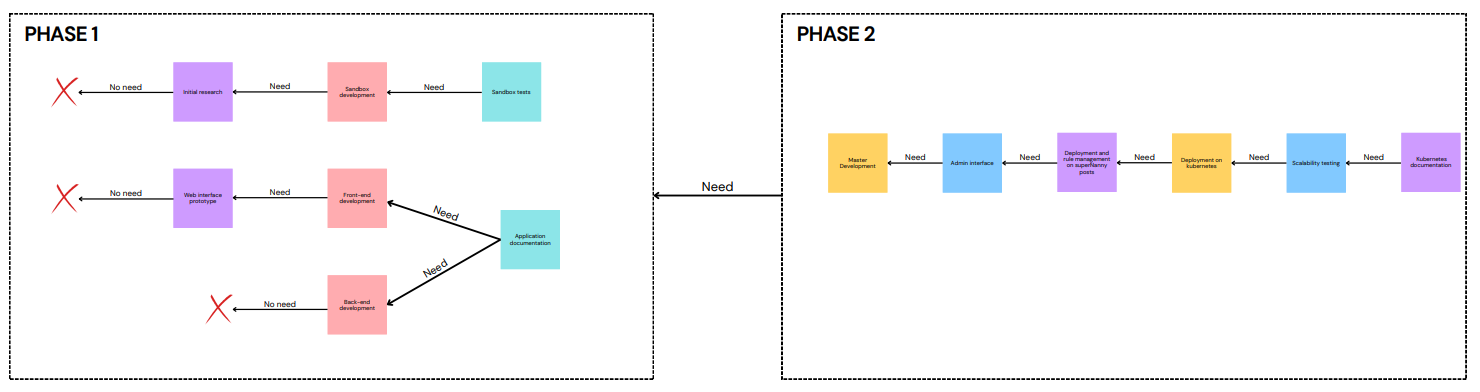 PHASE 1
No need
Initial research
Need
Sandbox
development
Need
Sandbox tests
No need
Web interface
prototype
Need
Front-end
development
Need
Application
documentation
Need
No need
Back-end
development
Need
PHASE 2
Master
Development
Need
Admin interface
Need
Deployment and
rule management
on superNanny
posts
Need
Deployment on
kubernetes
Need
Scalability testing
Need
Kubernetes
documentation